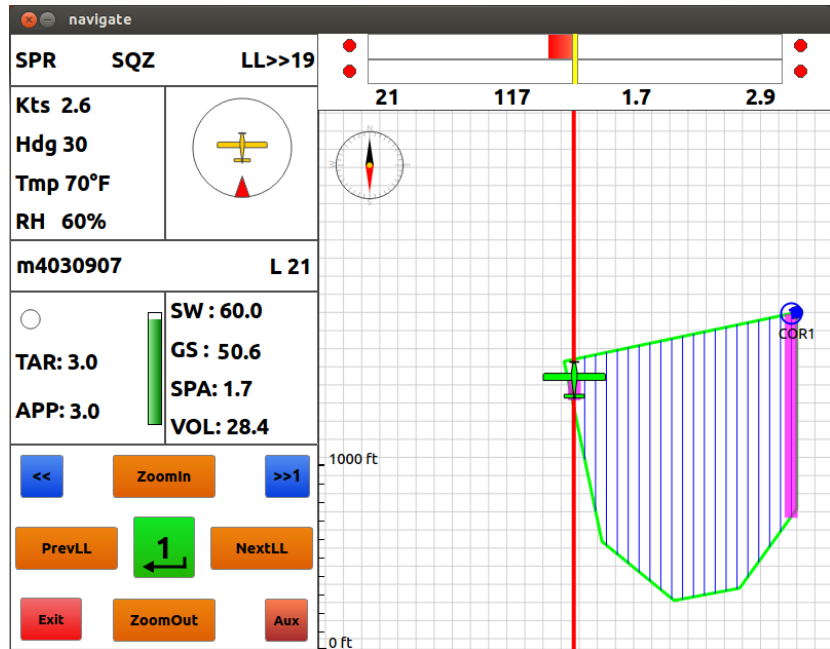 navigate
SPR SQZ LL>>19
21 117 1.7 2.9
Kts 2.6
Hdg 30
Tmp 70°F
RH 60%
m4030907 L 21
TAR: 3.0
APP: 3.0
SW : 60.0
GS : 50.6
SPA: 1.7
VOL: 28.4
<< ZoomIn >>1
PrevLL 1 NextLL
Exit ZoomOut Aux
N
COR1
1000 ft
0 ft